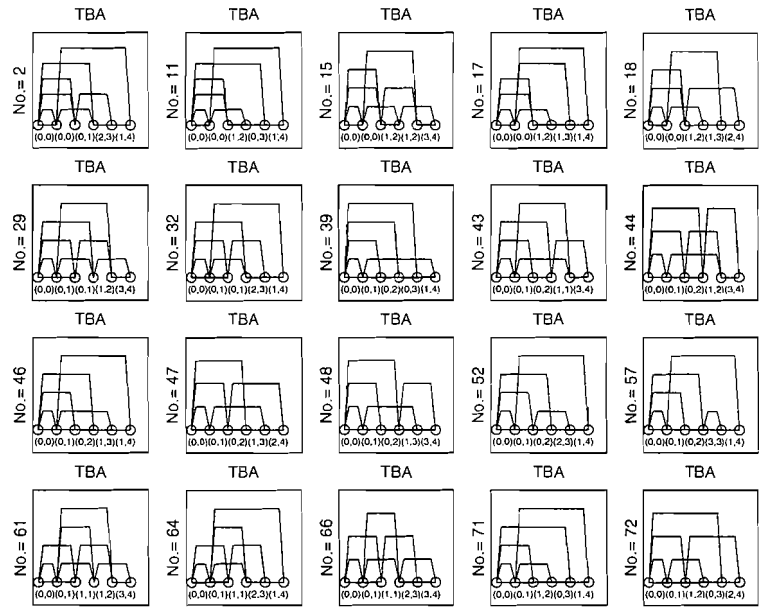 TBA TBA TBA TBA TBA
No.= 2 No.= 11 No.= 15 No.= 17 No.= 18
(0,0)(0,0)(0,1)(2,3)(1,4) (0,0)(0,0)(1,2)(0,3)(1,4) (0,0)(0,0)(1,2)(1,2)(3,4) (0,0)(0,0)(1,2)(1,3)(1,4) (0,0)(0,0)(1,2)(1,3)(2,4)
TBA TBA TBA TBA TBA
No.= 29 No.= 32 No.= 39 No.= 43 No.= 44
(0,0)(0,1)(0,1)(1,2)(3,4) (0,0)(0,1)(0,1)(2,3)(1,4) (0,0)(0,1)(0,2)(0,3)(1,4) (0,0)(0,1)(0,2)(1,1)(3,4) (0,0)(0,1)(0,2)(1,2)(3,4)
TBA TBA TBA TBA TBA
No.= 46 No.= 47 No.= 48 No.= 52 No.= 57
(0,0)(0,1)(0,2)(1,3)(1,4) (0,0)(0,1)(0,2)(1,3)(2,4) (0,0)(0,1)(0,2)(1,3)(3,4) (0,0)(0,1)(0,2)(2,3)(1,4) (0,0)(0,1)(0,2)(3,3)(1,4)
TBA TBA TBA TBA TBA
No.= 61 No.= 64 No.= 66 No.= 71 No.= 72
(0,0)(0,1)(1,1)(1,2)(3,4) (0,0)(0,1)(1,1)(2,3)(1,4) (0,0)(0,1)(1,1)(2,3)(3,4) (0,0)(0,1)(1,2)(0,3)(1,4) (0,0)(0,1)(1,2)(0,3)(2,4)